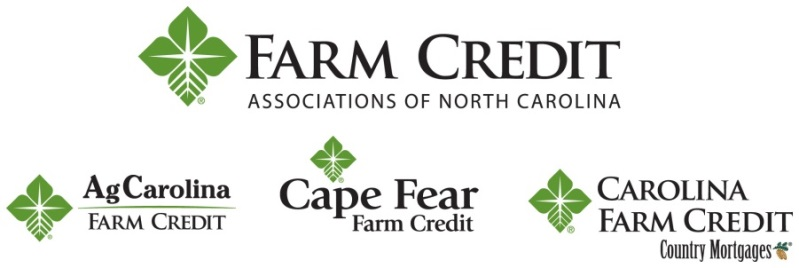 FARM CREDIT
ASSOCIATIONS OF NORTH CAROLINA
AgCarolina
FARM CREDIT
Cape Fear
Farm Credit
CAROLINA
FARM CREDIT
Country Mortgages